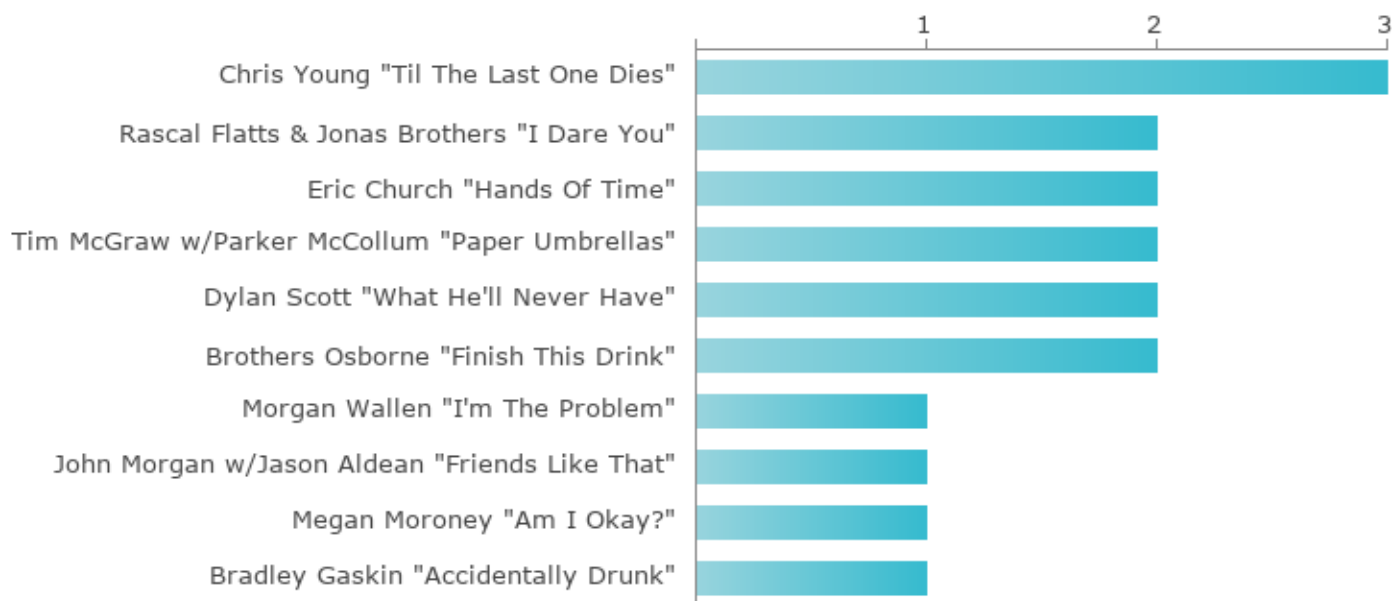 1 2 3
Chris Young "Til The Last One Dies"
Rascal Flatts & Jonas Brothers "I Dare You"
Eric Church "Hands Of Time"
Tim McGraw w/Parker McCollum "Paper Umbrellas"
Dylan Scott "What He'll Never Have"
Brothers Osborne "Finish This Drink"
Morgan Wallen "I'm The Problem"
John Morgan w/Jason Aldean "Friends Like That"
Megan Moroney "Am I Okay?"
Bradley Gaskin "Accidentally Drunk"